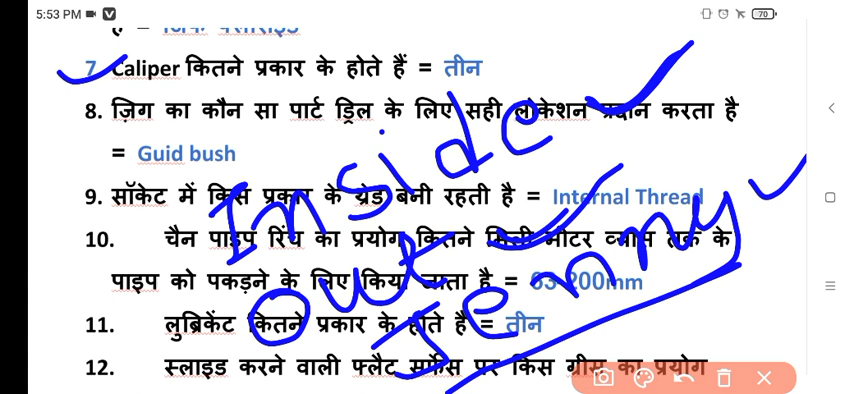 5:53 PM
70
7. Caliper कितने प्रकार के होते हैं = तीन
8. ज़िग का कौन सा पार्ट ड्रिल के लिए सही लोकेशन प्रदान करता है
= Guid bush
9. सॉकेट में किस प्रकार के थ्रेड बनी रहती है = Internal Thread
10. चैन पाइप रिंच का प्रयोग कितने मिली मीटर व्यास तक के
पाइप को पकड़ने के लिए किया जाता है = 63-200mm
11. लुब्रिकेंट कितने प्रकार के होते हैं = तीन
12. स्लाइड करने वाली फ्लैट सर्फेस पर किस ग्रीस का प्रयोग
Inside
out
Jenny